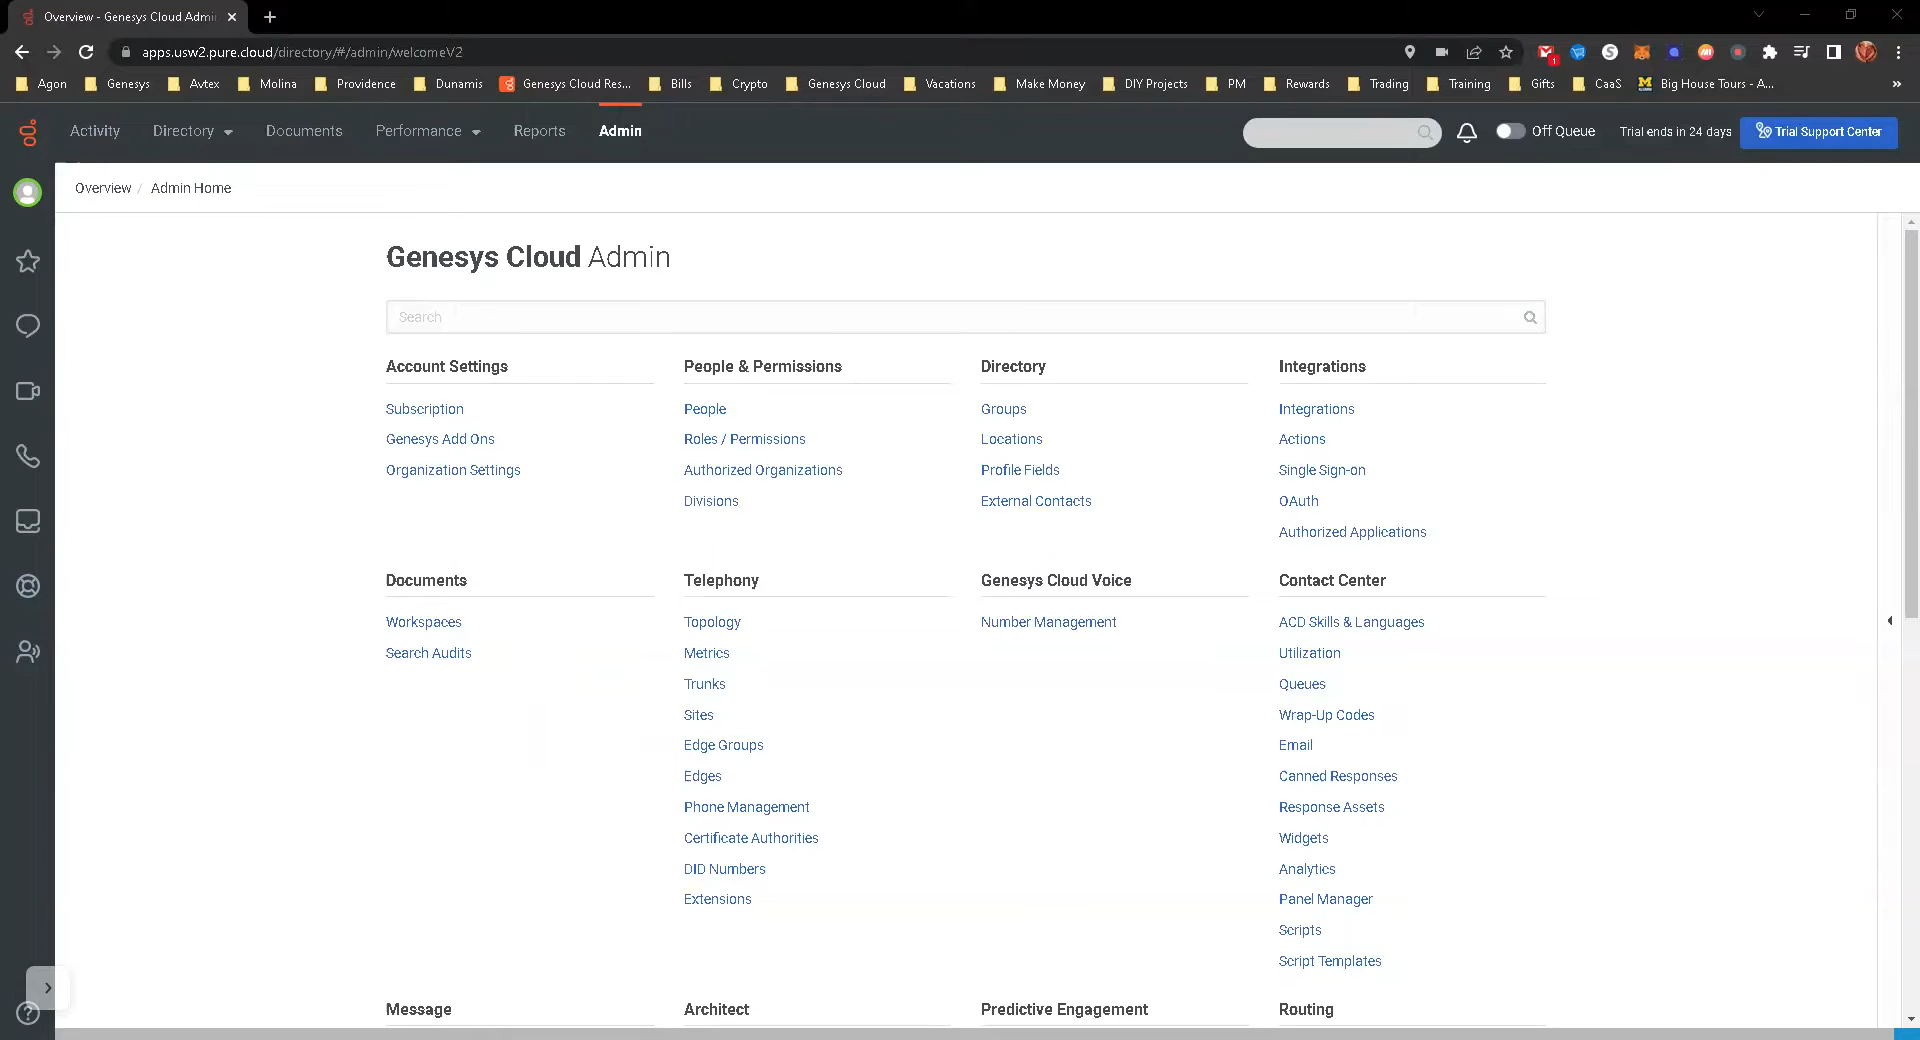 Overview - Genesys Cloud Admi
apps.usw2.pure.cloud/directory/#/admin/welcomeV2
1
Agon Genesys Avtex Molina Providence Dunamis Genesys Cloud Res... Bills Crypto Genesys Cloud Vacations Make Money DIY Projects PM Rewards Trading Training Gifts CaaS Big House Tours - A... »
Activity Directory Documents Performance Reports Admin Off Queue Trial ends in 24 days Trial Support Center
Overview / Admin Home
Genesys Cloud Admin
Search
Account Settings People & Permissions Directory Integrations
Subscription People Groups Integrations
Genesys Add Ons Roles / Permissions Locations Actions
Organization Settings Authorized Organizations Profile Fields Single Sign-on
Divisions External Contacts OAuth
Authorized Applications
Documents Telephony Genesys Cloud Voice Contact Center
Workspaces Topology Number Management ACD Skills & Languages
Search Audits Metrics Utilization
Trunks Queues
Sites Wrap-Up Codes
Edge Groups Email
Edges Canned Responses
Phone Management Response Assets
Certificate Authorities Widgets
DID Numbers Analytics
Extensions Panel Manager
Scripts
Script Templates
Message Architect Predictive Engagement Routing